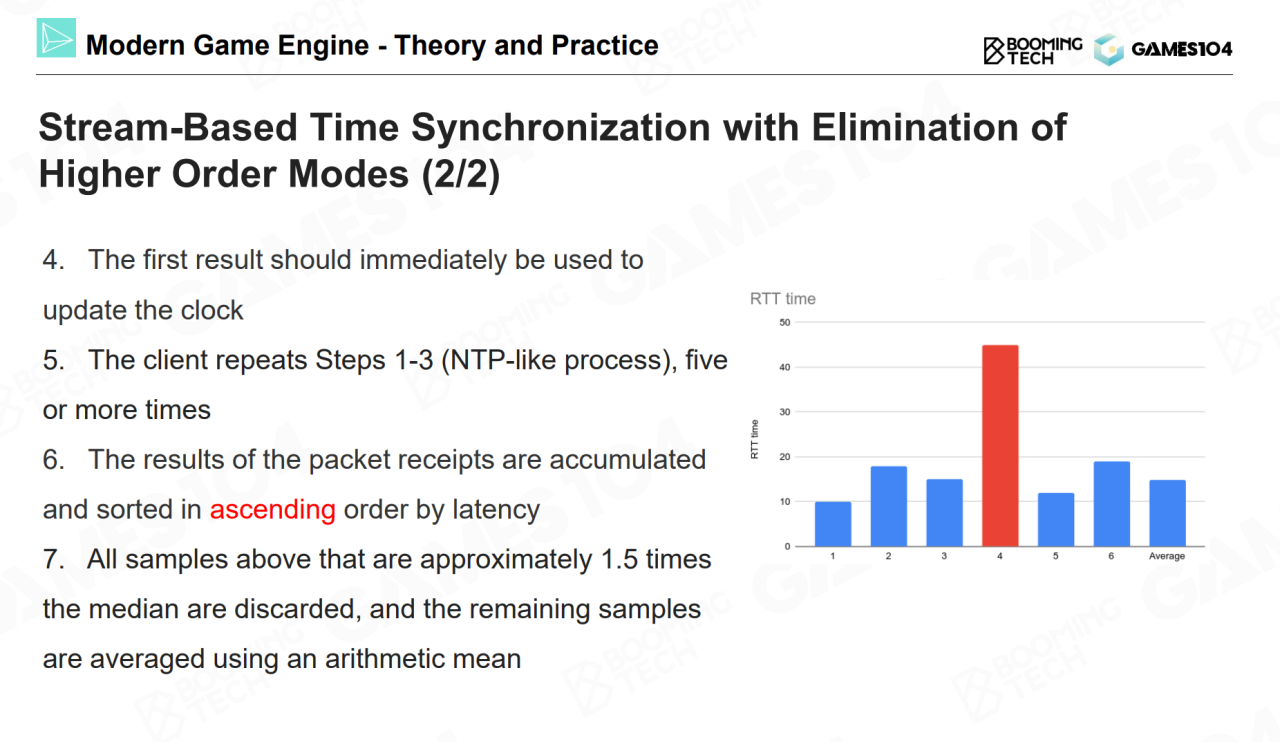 Modern Game Engine - Theory and Practice
BOOMING
TECH
GAMES104
Stream-Based Time Synchronization with Elimination of
Higher Order Modes (2/2)
4. The first result should immediately be used to
update the clock
5. The client repeats Steps 1-3 (NTP-like process), five
or more times
6. The results of the packet receipts are accumulated
and sorted in ascending order by latency
7. All samples above that are approximately 1.5 times
the median are discarded, and the remaining samples
are averaged using an arithmetic mean
RTT time
RTT time
50
40
30
20
10
0
1 2 3 4 5 6 Average